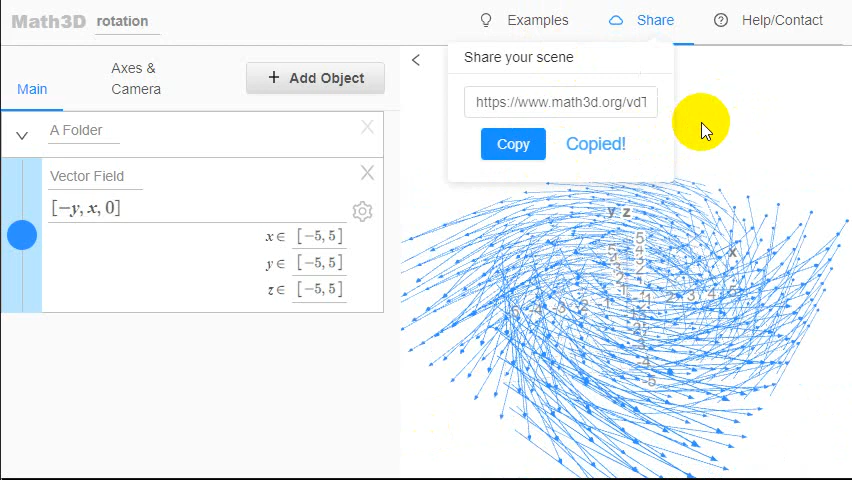 Math3D rotation
Examples
Share
Help/Contact
Share your scene
https://www.math3d.org/vdT
Copy
Copied!
Main
Axes &
Camera
+ Add Object
A Folder
Vector Field
[−y, x, 0]
x ∈ [−5, 5]
y ∈ [−5, 5]
z ∈ [−5, 5]
y z
x